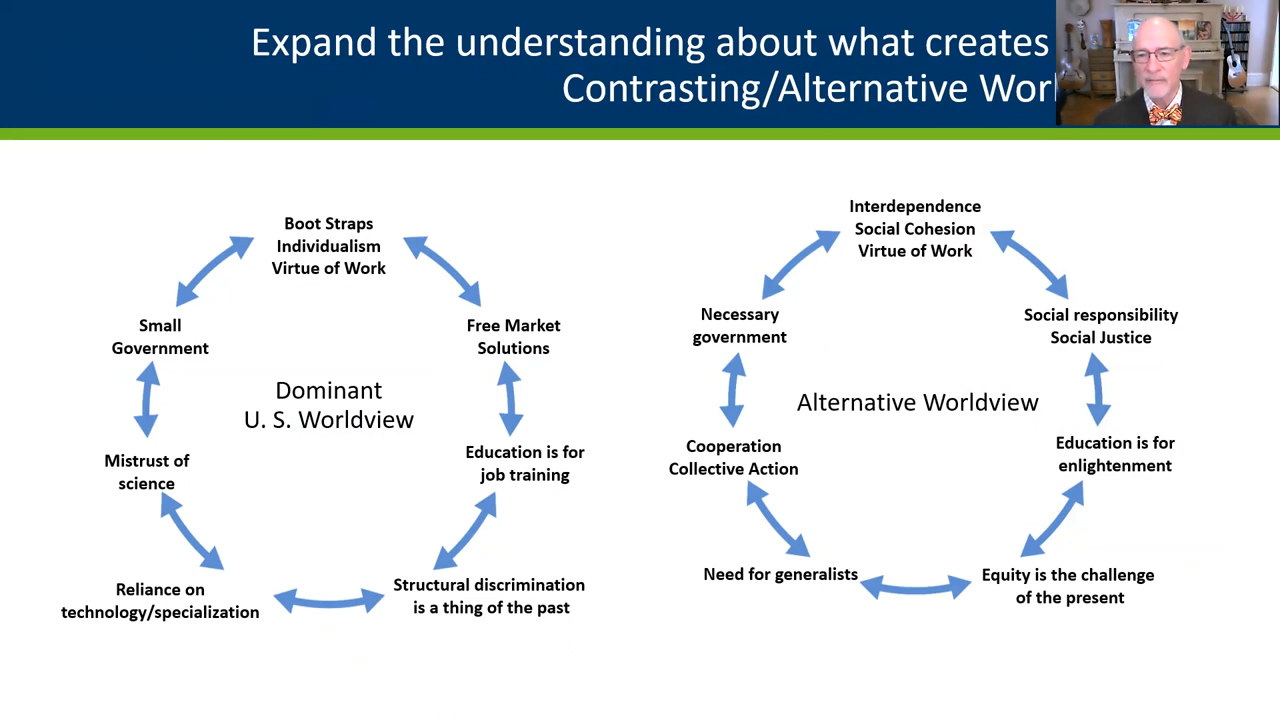 Expand the understanding about what creates
Contrasting/Alternative
Boot Straps
Individualism
Virtue of Work
Small
Government
Free Market
Solutions
Dominant
U. S. Worldview
Mistrust of
science
Education is for
job training
Reliance on
technology/specialization
Structural discrimination
is a thing of the past
Interdependence
Social Cohesion
Virtue of Work
Necessary
government
Social responsibility
Social Justice
Alternative Worldview
Cooperation
Collective Action
Education is for
enlightenment
Need for generalists
Equity is the challenge
of the present